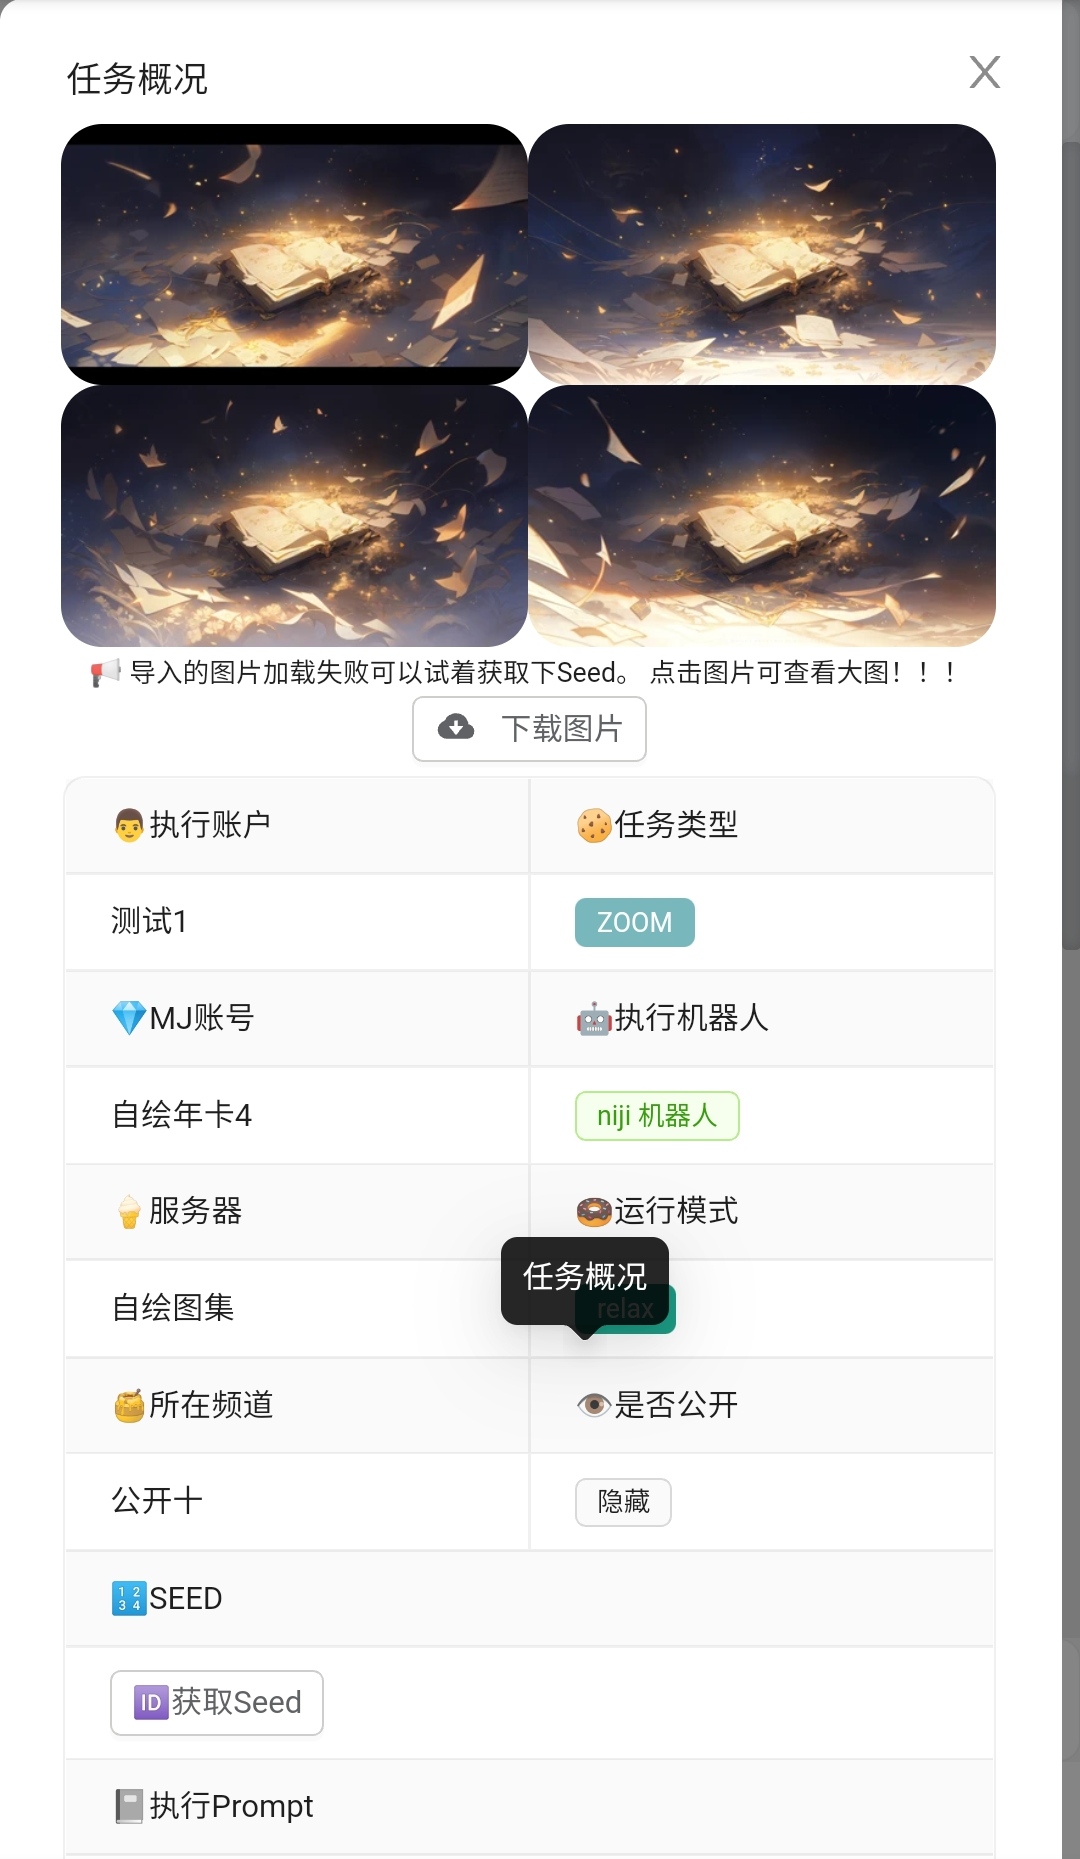 任务概况
导入的图片加载失败可以试着获取下Seed。 点击图片可查看大图！！！
下载图片
执行账户
任务类型
测试1
ZOOM
MJ账号
执行机器人
自绘年卡4
niji 机器人
服务器
运行模式
任务概况
自绘图集
relax
所在频道
是否公开
公开十
隐藏
SEED
获取Seed
执行Prompt